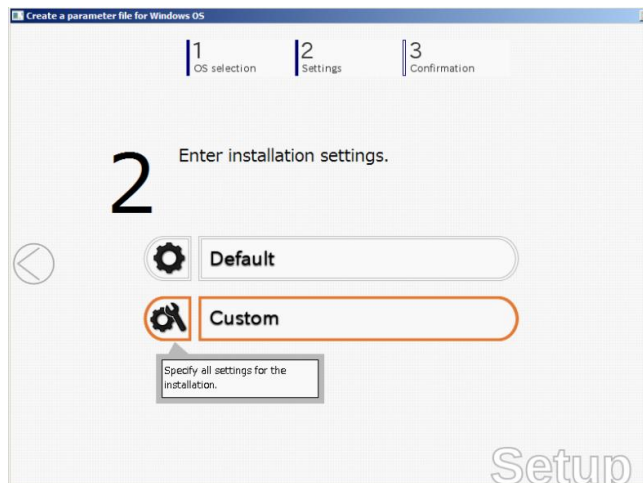 Create a parameter file for Windows OS
1
OS selection
2
Settings
3
Confirmation
2
Enter installation settings.
Default
Custom
Specify all settings for the
installation.
Setup